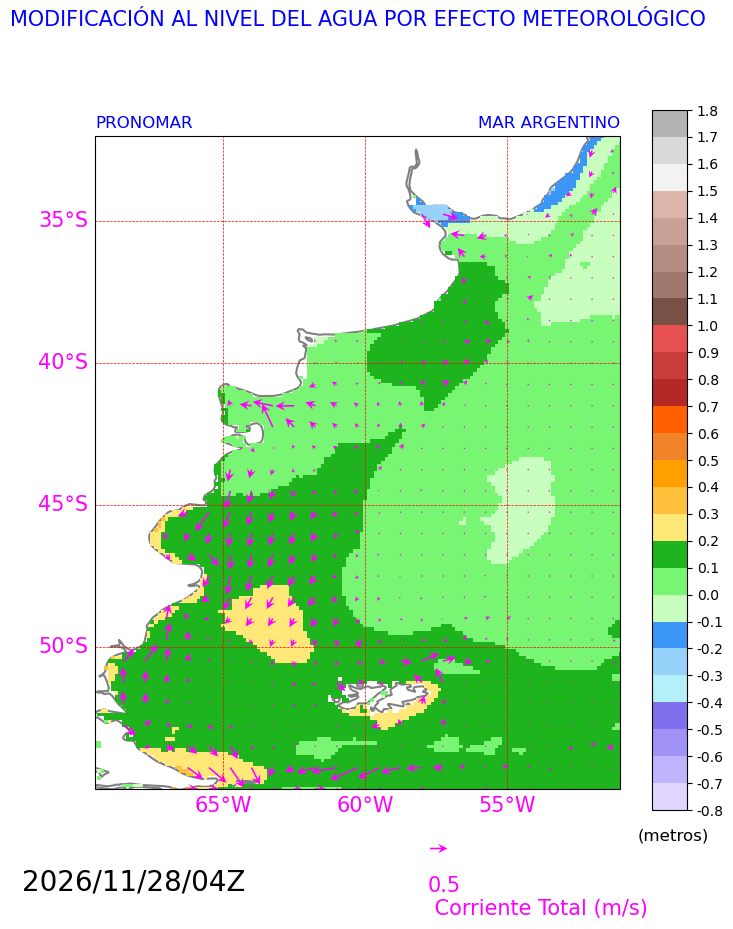 MODIFICACIÓN AL NIVEL DEL AGUA POR EFECTO METEOROLÓGICO
PRONOMAR
MAR ARGENTINO
35°S
40°S
45°S
50°S
65°W
60°W
55°W
1.8
1.7
1.6
1.5
1.4
1.3
1.2
1.1
1.0
0.9
0.8
0.7
0.6
0.5
0.4
0.3
0.2
0.1
0.0
-0.1
-0.2
-0.3
-0.4
-0.5
-0.6
-0.7
-0.8
(metros)
2026/11/28/04Z
0.5
Corriente Total (m/s)